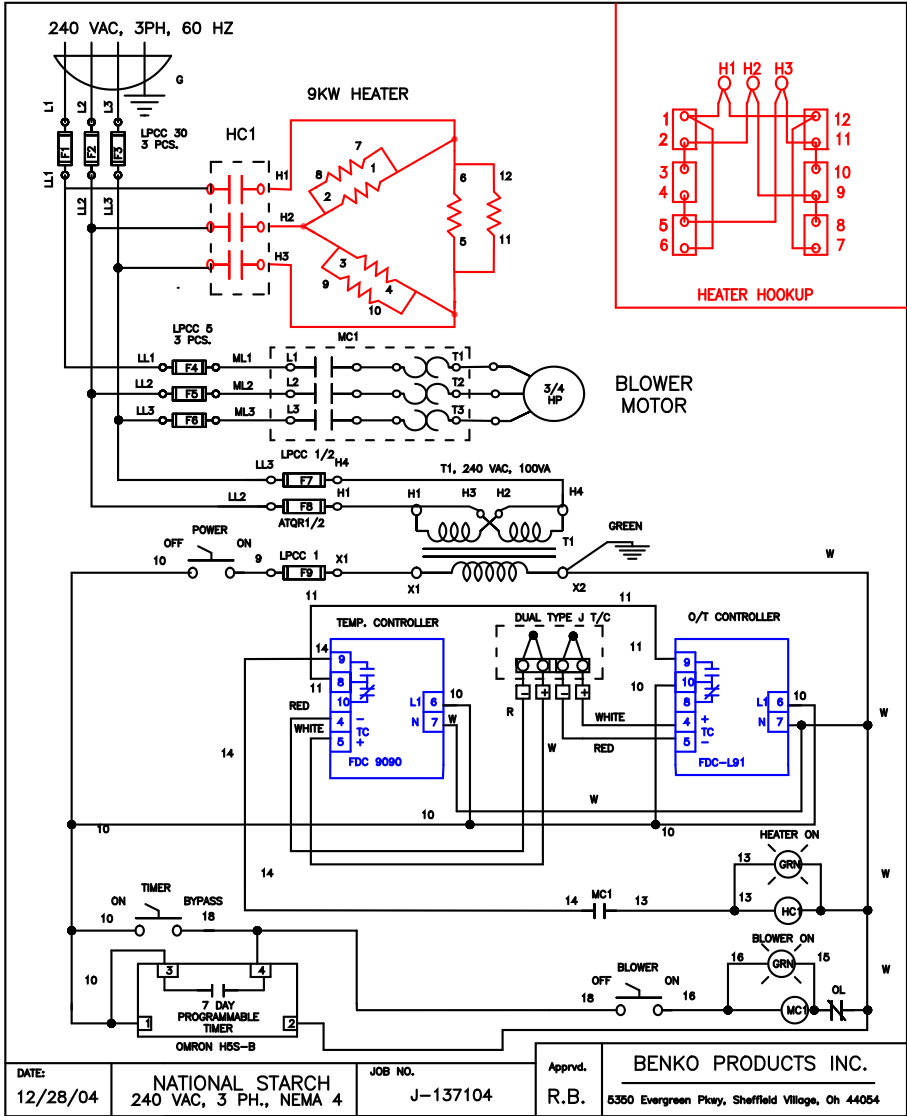 240 VAC, 3PH, 60 HZ
G
L1
L2
L3
LPCC 30
3 PCS.
F1
F2
F3
LL1
LL2
LL3
HC1
9KW HEATER
H1
H2
H3
8
7
2
1
3
4
9
10
6
5
12
11
H1 H2 H3
1
2
3
4
5
6
12
11
10
9
8
7
HEATER HOOKUP
LPCC 5
3 PCS.
LL1
F4
ML1
LL2
F5
ML2
LL3
F6
ML3
MC1
L1
L2
L3
T1
T2
T3
3/4
HP
BLOWER
MOTOR
LL3
LPCC 1/2
F7
H4
LL2
F8
H1
ATQR1/2
T1, 240 VAC, 100VA
H1
H3
H2
H4
T1
GREEN
POWER
OFF
ON
10
9
LPCC 1
F9
X1
X1
X2
W
11
11
TEMP. CONTROLLER
14
9
11
8
10
RED
4
-
WHITE
TC
5
+
L1
6
10
N
7
W
FDC 9090
DUAL TYPE J T/C
- + - +
R
W
WHITE
RED
O/T CONTROLLER
11
9
10
10
8
4
+
TC
5
-
L1
6
10
N
7
FDC-L91
W
14
W
10
10
10
14
HEATER ON
13
GRN
14
MC1
13
13
HC1
W
TIMER
ON
BYPASS
10
18
10
3
4
7 DAY
PROGRAMMABLE
TIMER
1
2
OMRON H5S-B
BLOWER ON
16
GRN
15
OFF
BLOWER
ON
18
16
MC1
OL
W
DATE:
12/28/04
NATIONAL STARCH
240 VAC, 3 PH., NEMA 4
JOB NO.
J-137104
Apprvd.
R.B.
BENKO PRODUCTS INC.
5350 Evergreen Pkwy, Sheffield Village, Oh 44054